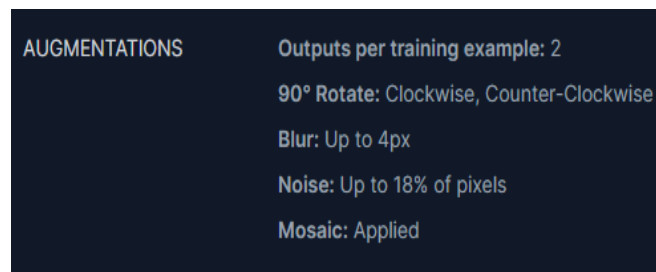 AUGMENTATIONS
Outputs per training example: 2
90° Rotate: Clockwise, Counter-Clockwise
Blur: Up to 4px
Noise: Up to 18% of pixels
Mosaic: Applied